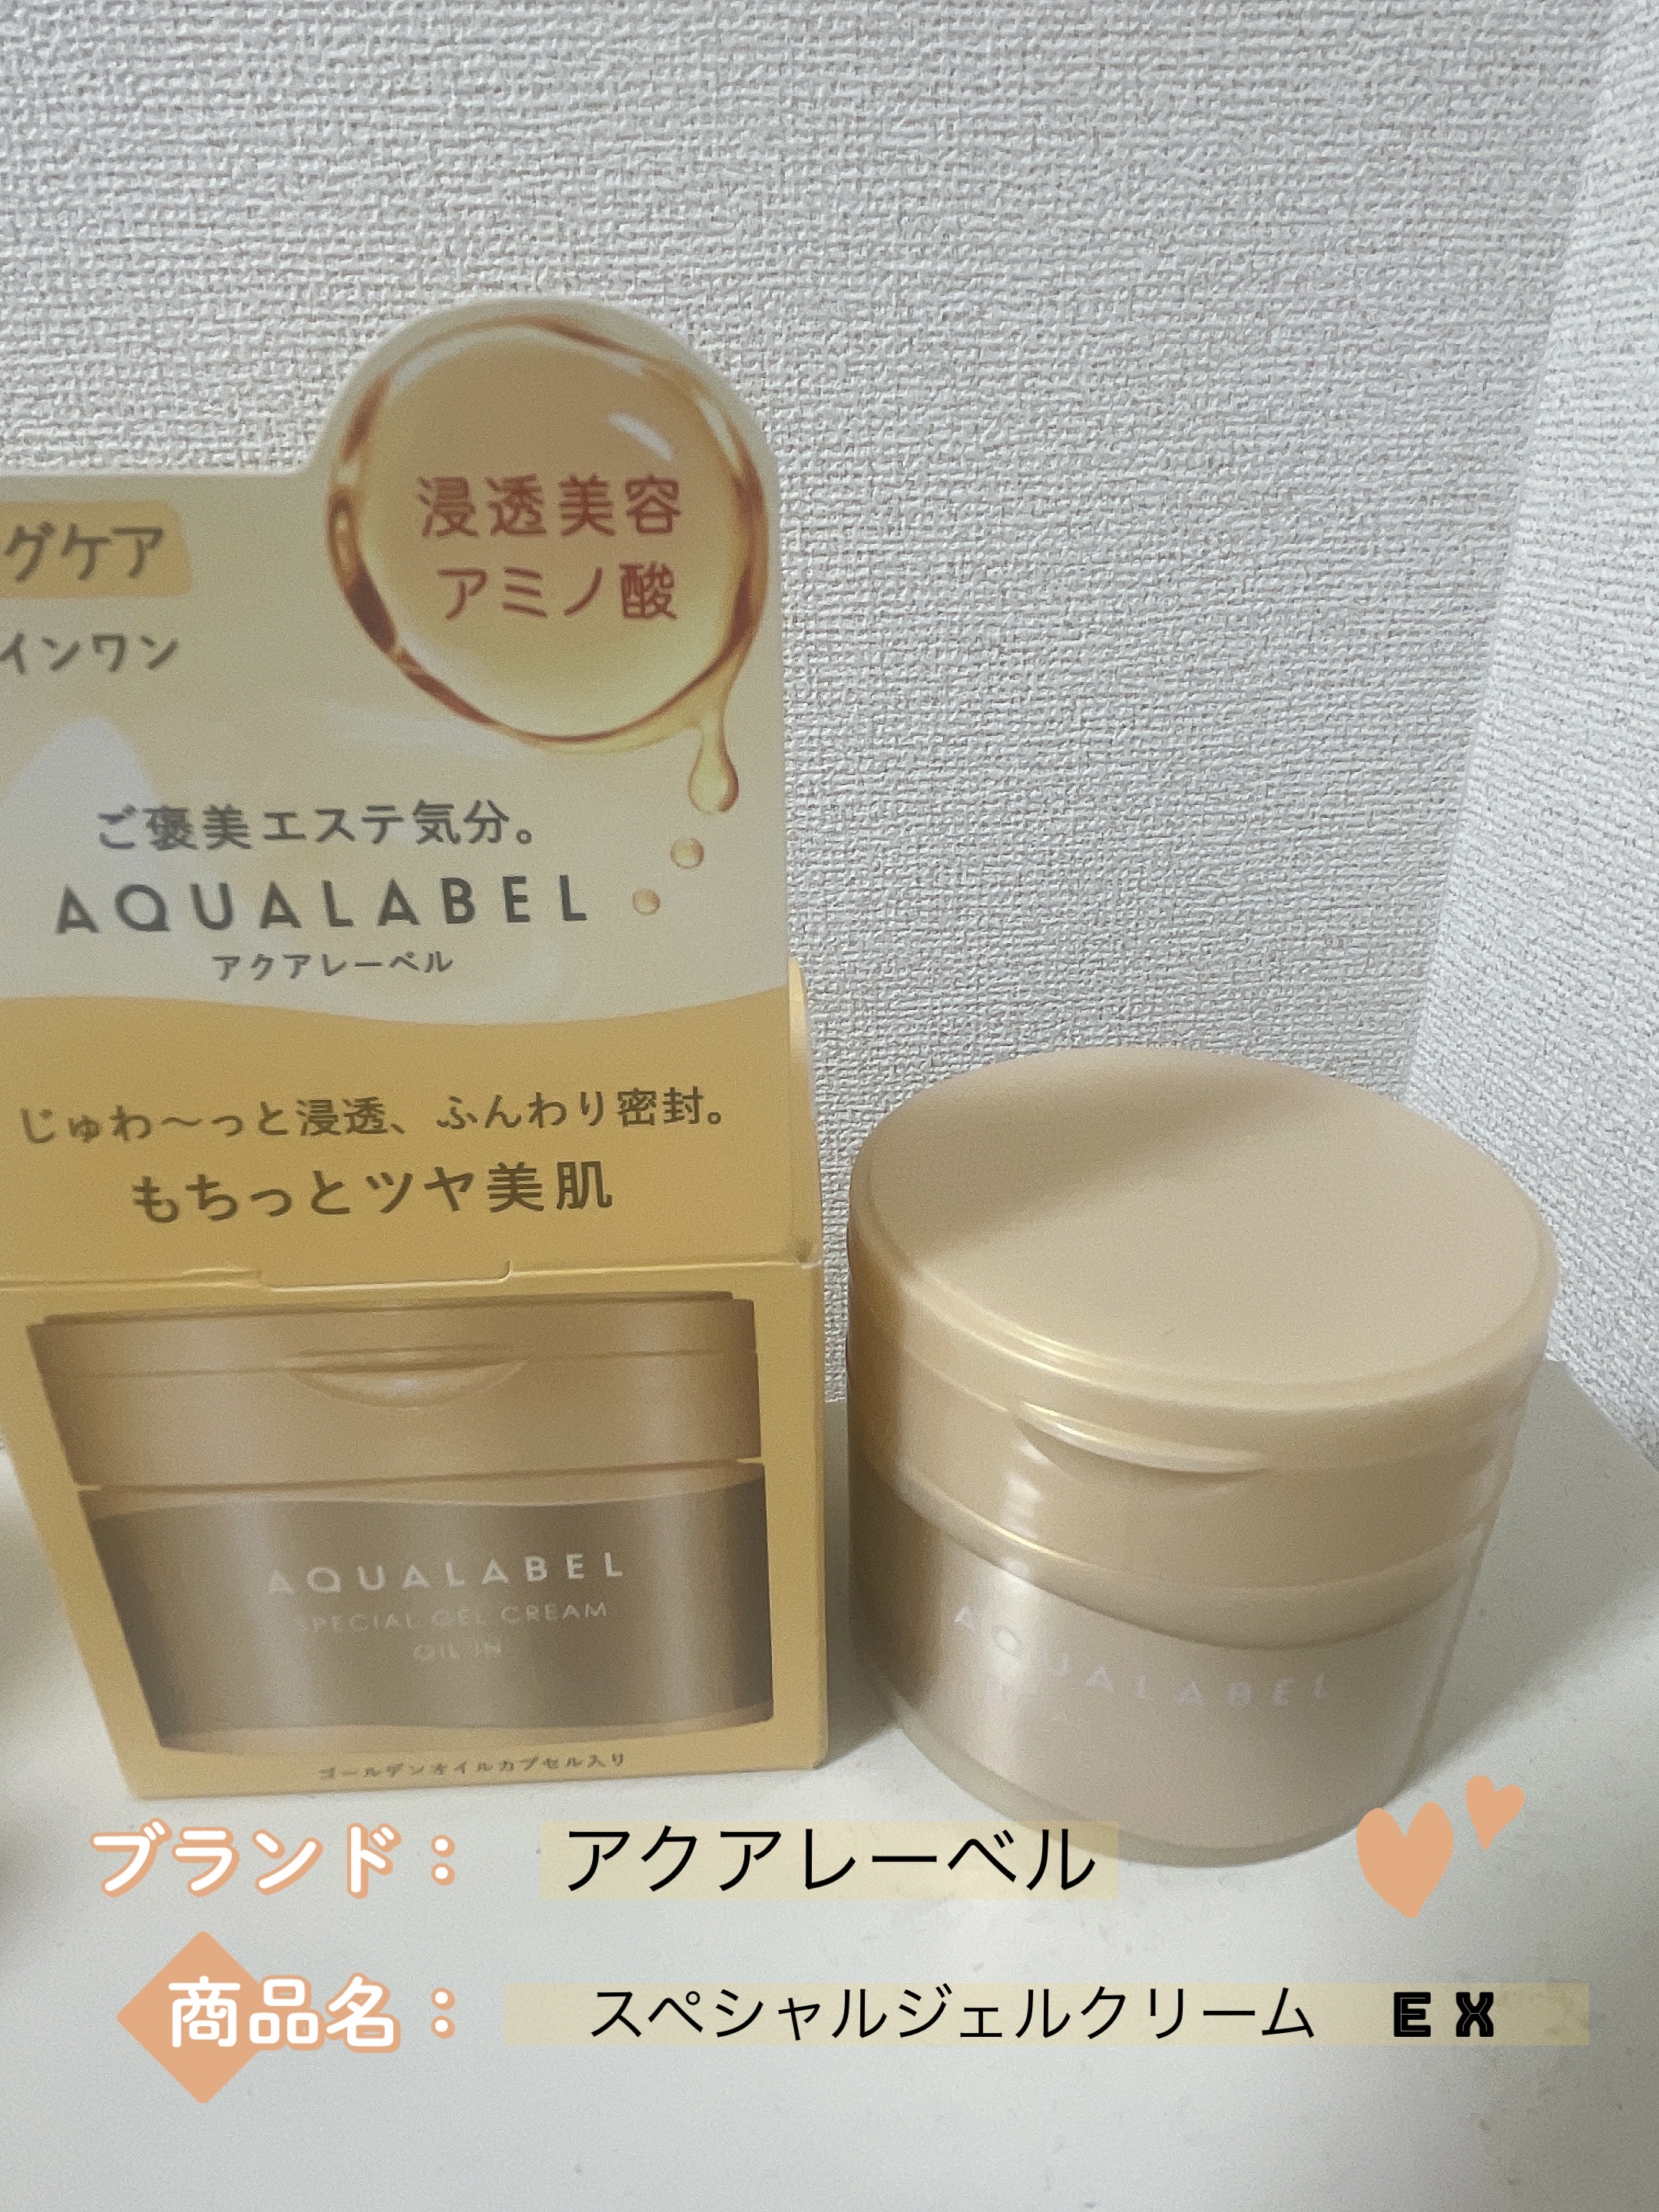 浸透美容
アミノ酸
グケア
インワン
ご褒美エステ気分。
AQUALABEL
アクアレーベル
じゅわ～っと浸透、ふんわり密封。
もちっとツヤ美肌
AQUALABEL
SPECIAL GEL CREAM
OIL IN
ゴールデンオイルカプセル入り
AQUALABEL
ブランド： アクアレーベル
商品名： スペシャルジェルクリーム EX